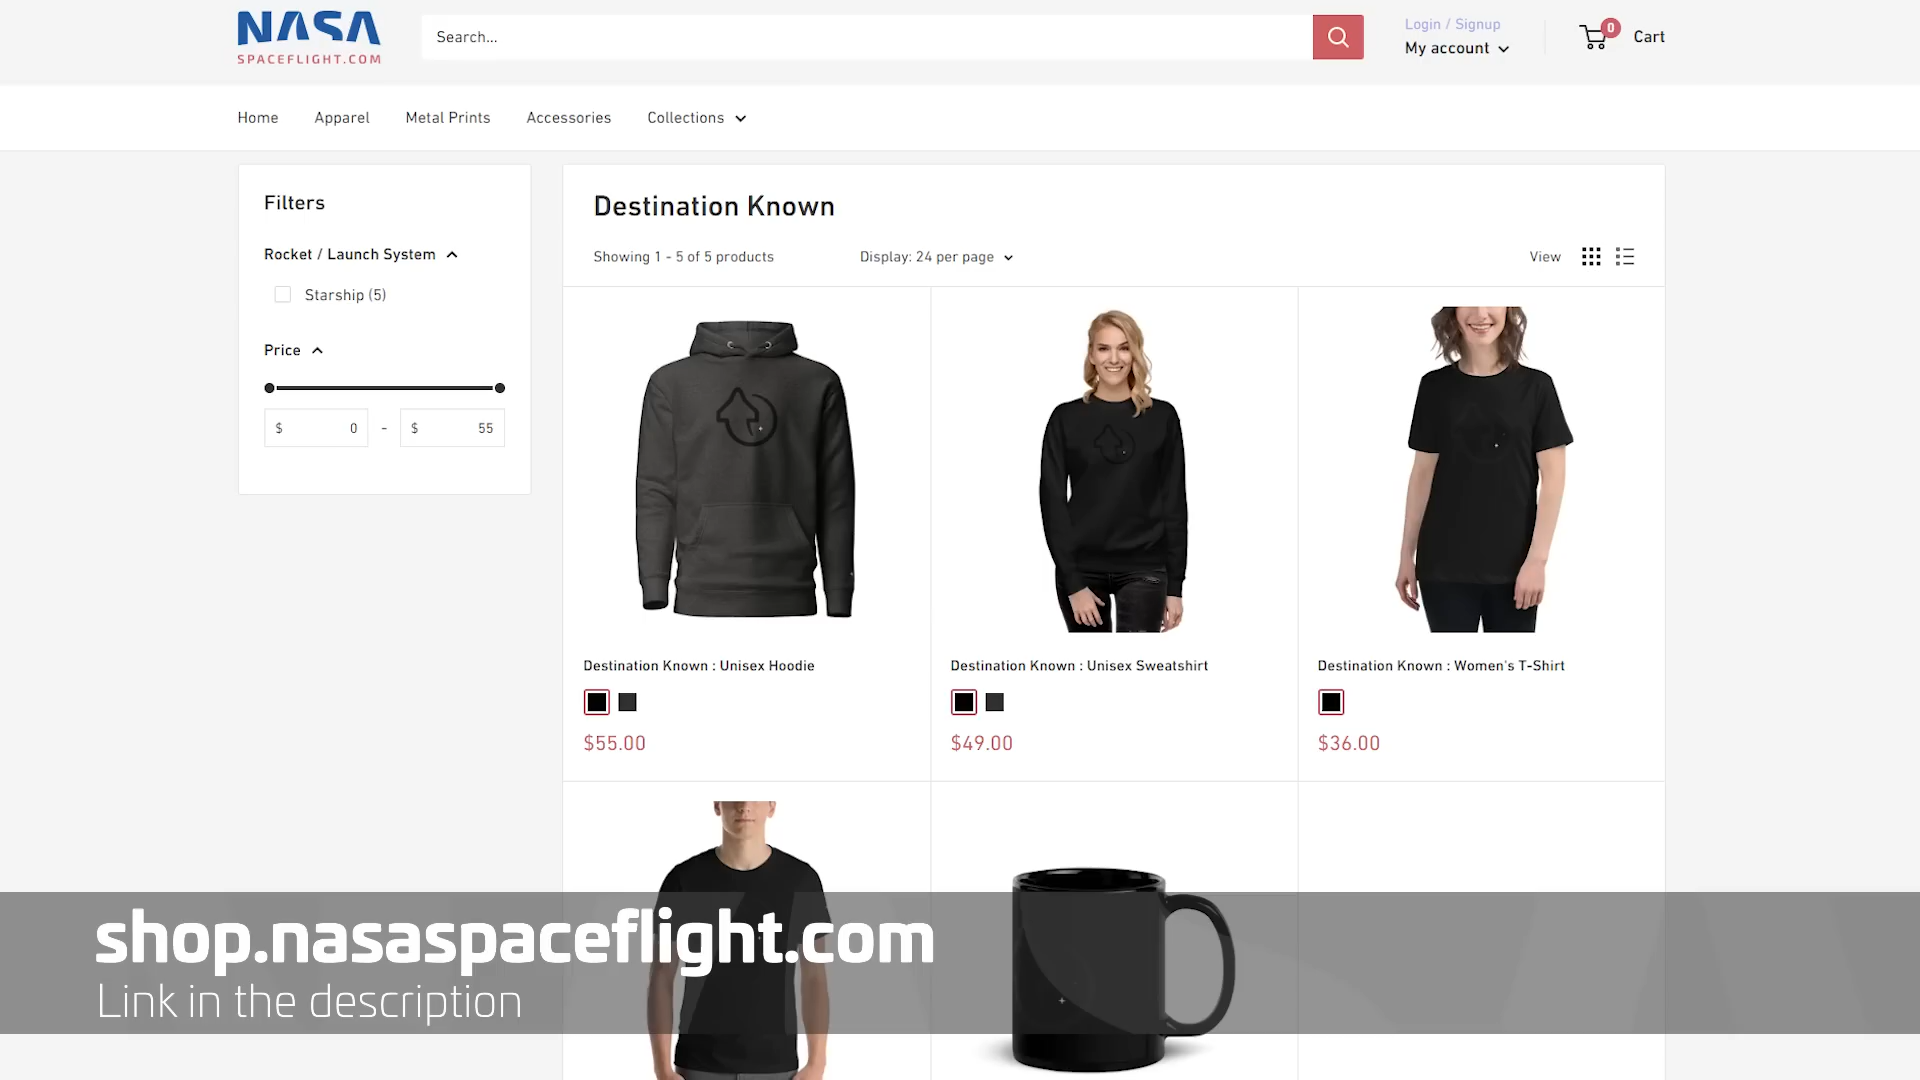 NASA
SPACEFLIGHT.COM
Search...
Login / Signup
My account
0
Cart
Home
Apparel
Metal Prints
Accessories
Collections
Filters
Rocket / Launch System
Starship (5)
Price
$ 0 - $ 55
Destination Known
Showing 1 - 5 of 5 products
Display: 24 per page
View
Destination Known : Unisex Hoodie
$55.00
Destination Known : Unisex Sweatshirt
$49.00
Destination Known : Women's T-Shirt
$36.00
shop.nasaspaceflight.com
Link in the description